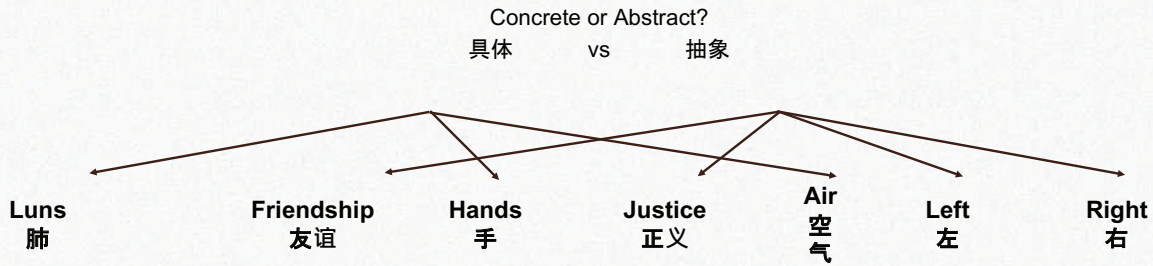 Concrete or Abstract?
具体 vs 抽象
Luns
肺
Friendship
友谊
Hands
手
Justice
正义
Air
空
气
Left
左
Right
右